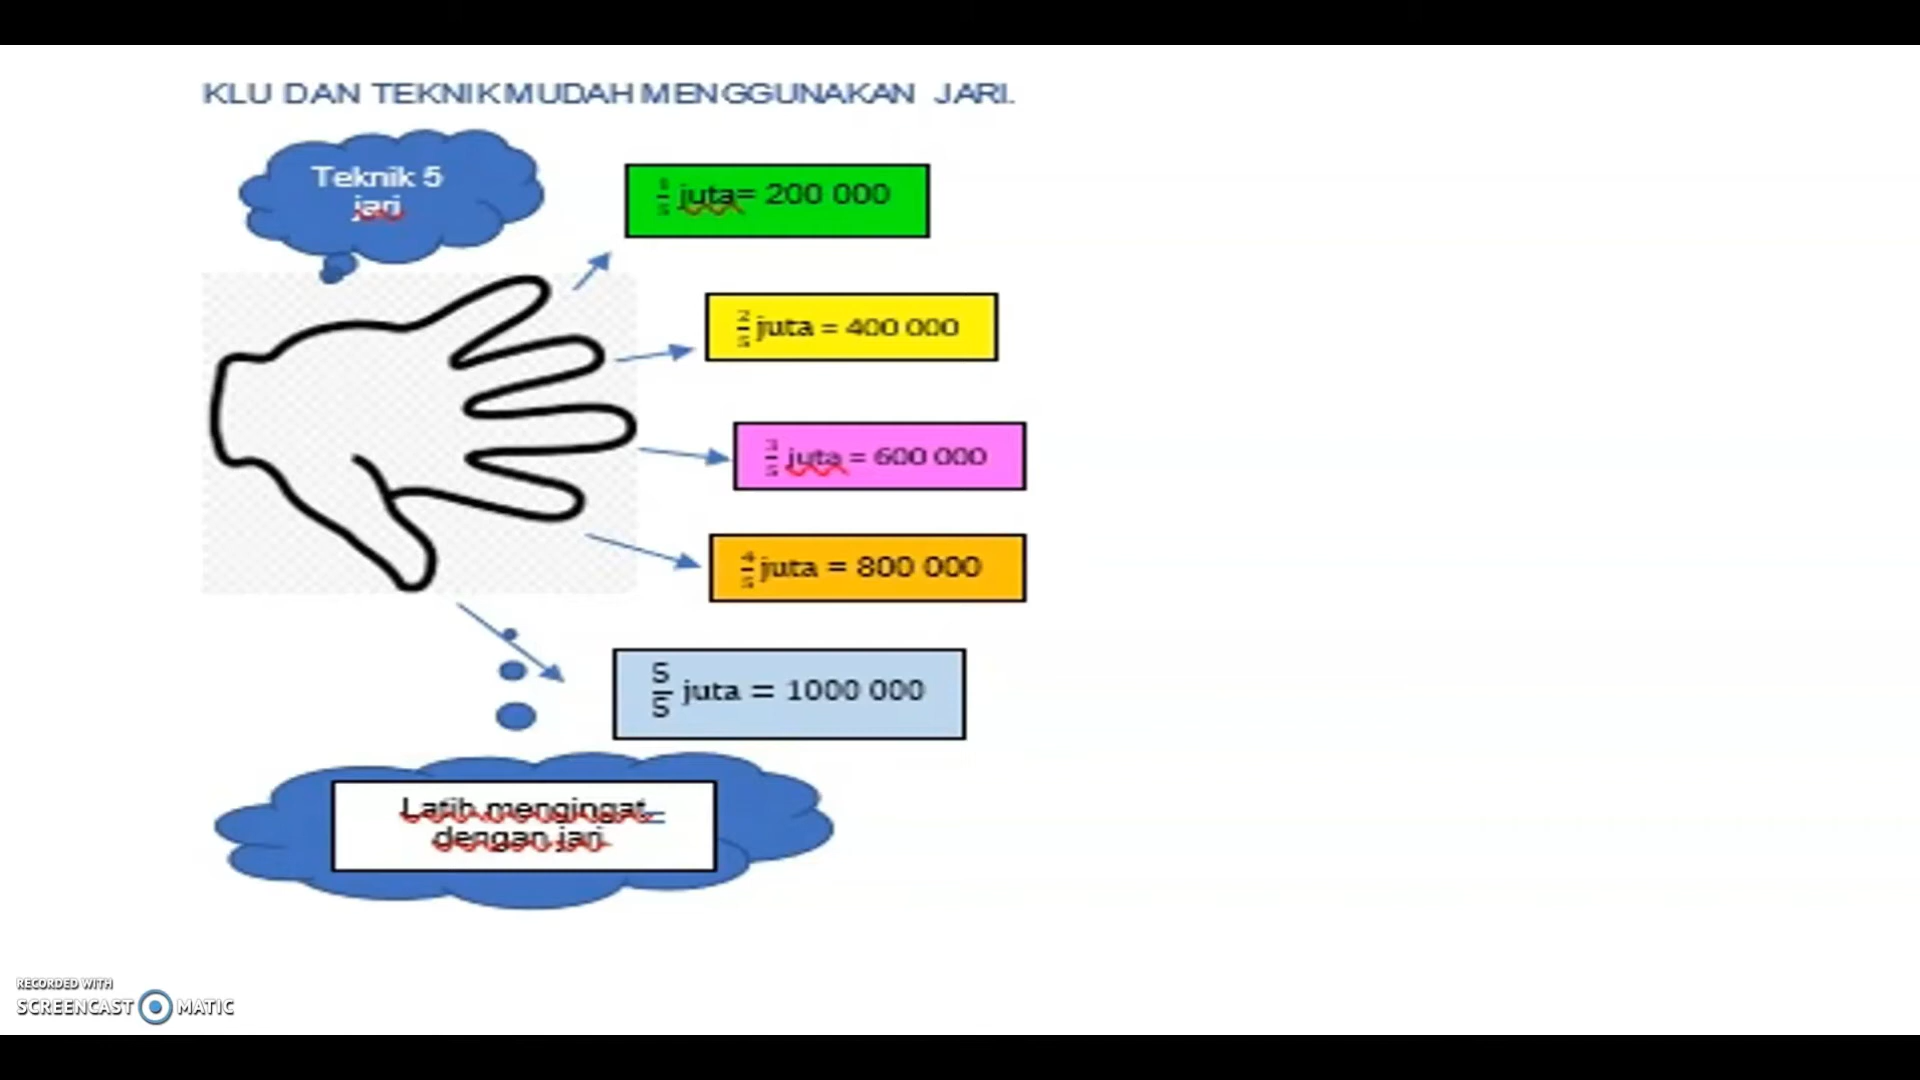 KLU DAN TEKNIK MUDAH MENGGUNAKAN JARI.
Teknik 5
jari
1/5 juta= 200 000
2/5 juta = 400 000
3/5 juta = 600 000
4/5 juta = 800 000
5/5 juta = 1000 000
Latih mengingat
dengan jari
RECORDED WITH
SCREENCAST MATIC